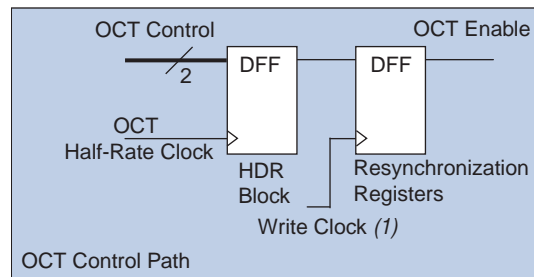 OCT Control
OCT Enable
DFF
DFF
2
OCT
Half-Rate Clock
HDR
Block
Resynchronization
Registers
Write Clock (1)
OCT Control Path